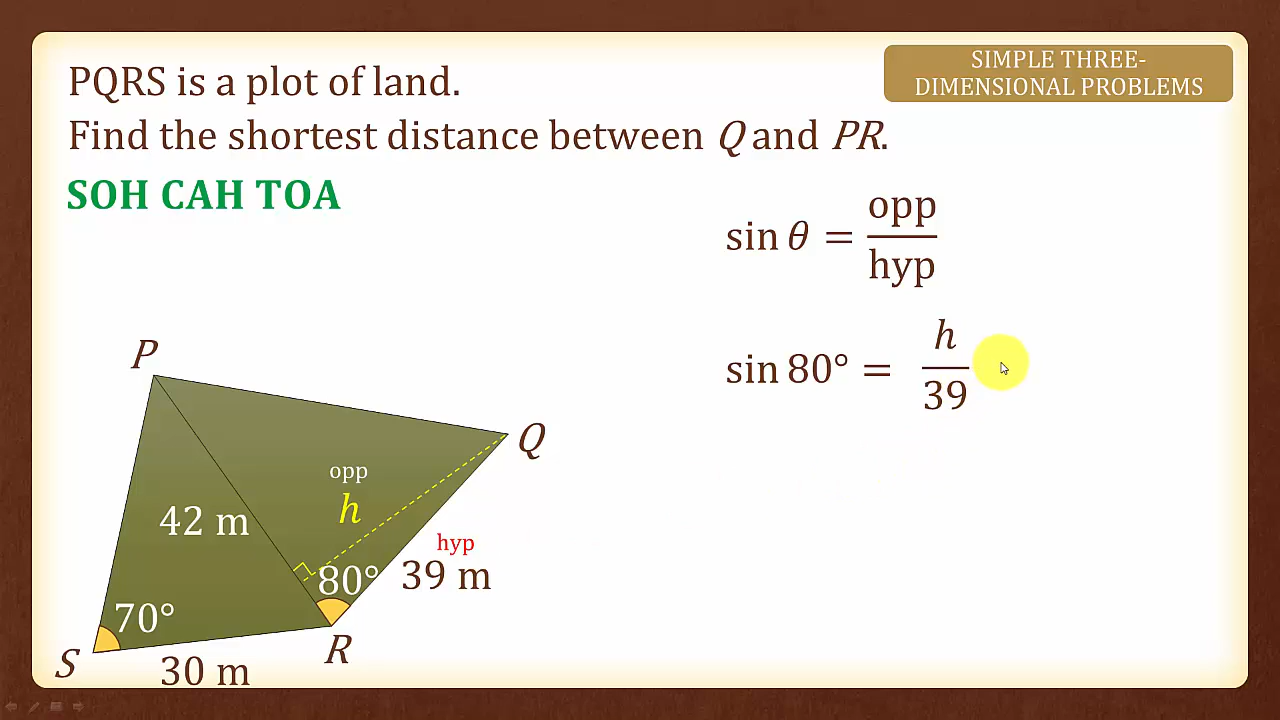 SIMPLE THREE-
DIMENSIONAL PROBLEMS
PQRS is a plot of land.
Find the shortest distance between Q and PR.
SOH CAH TOA
sin θ = opp/hyp
sin 80° = h/39
P
Q
opp
h
42 m
hyp
39 m
80°
70°
R
S
30 m